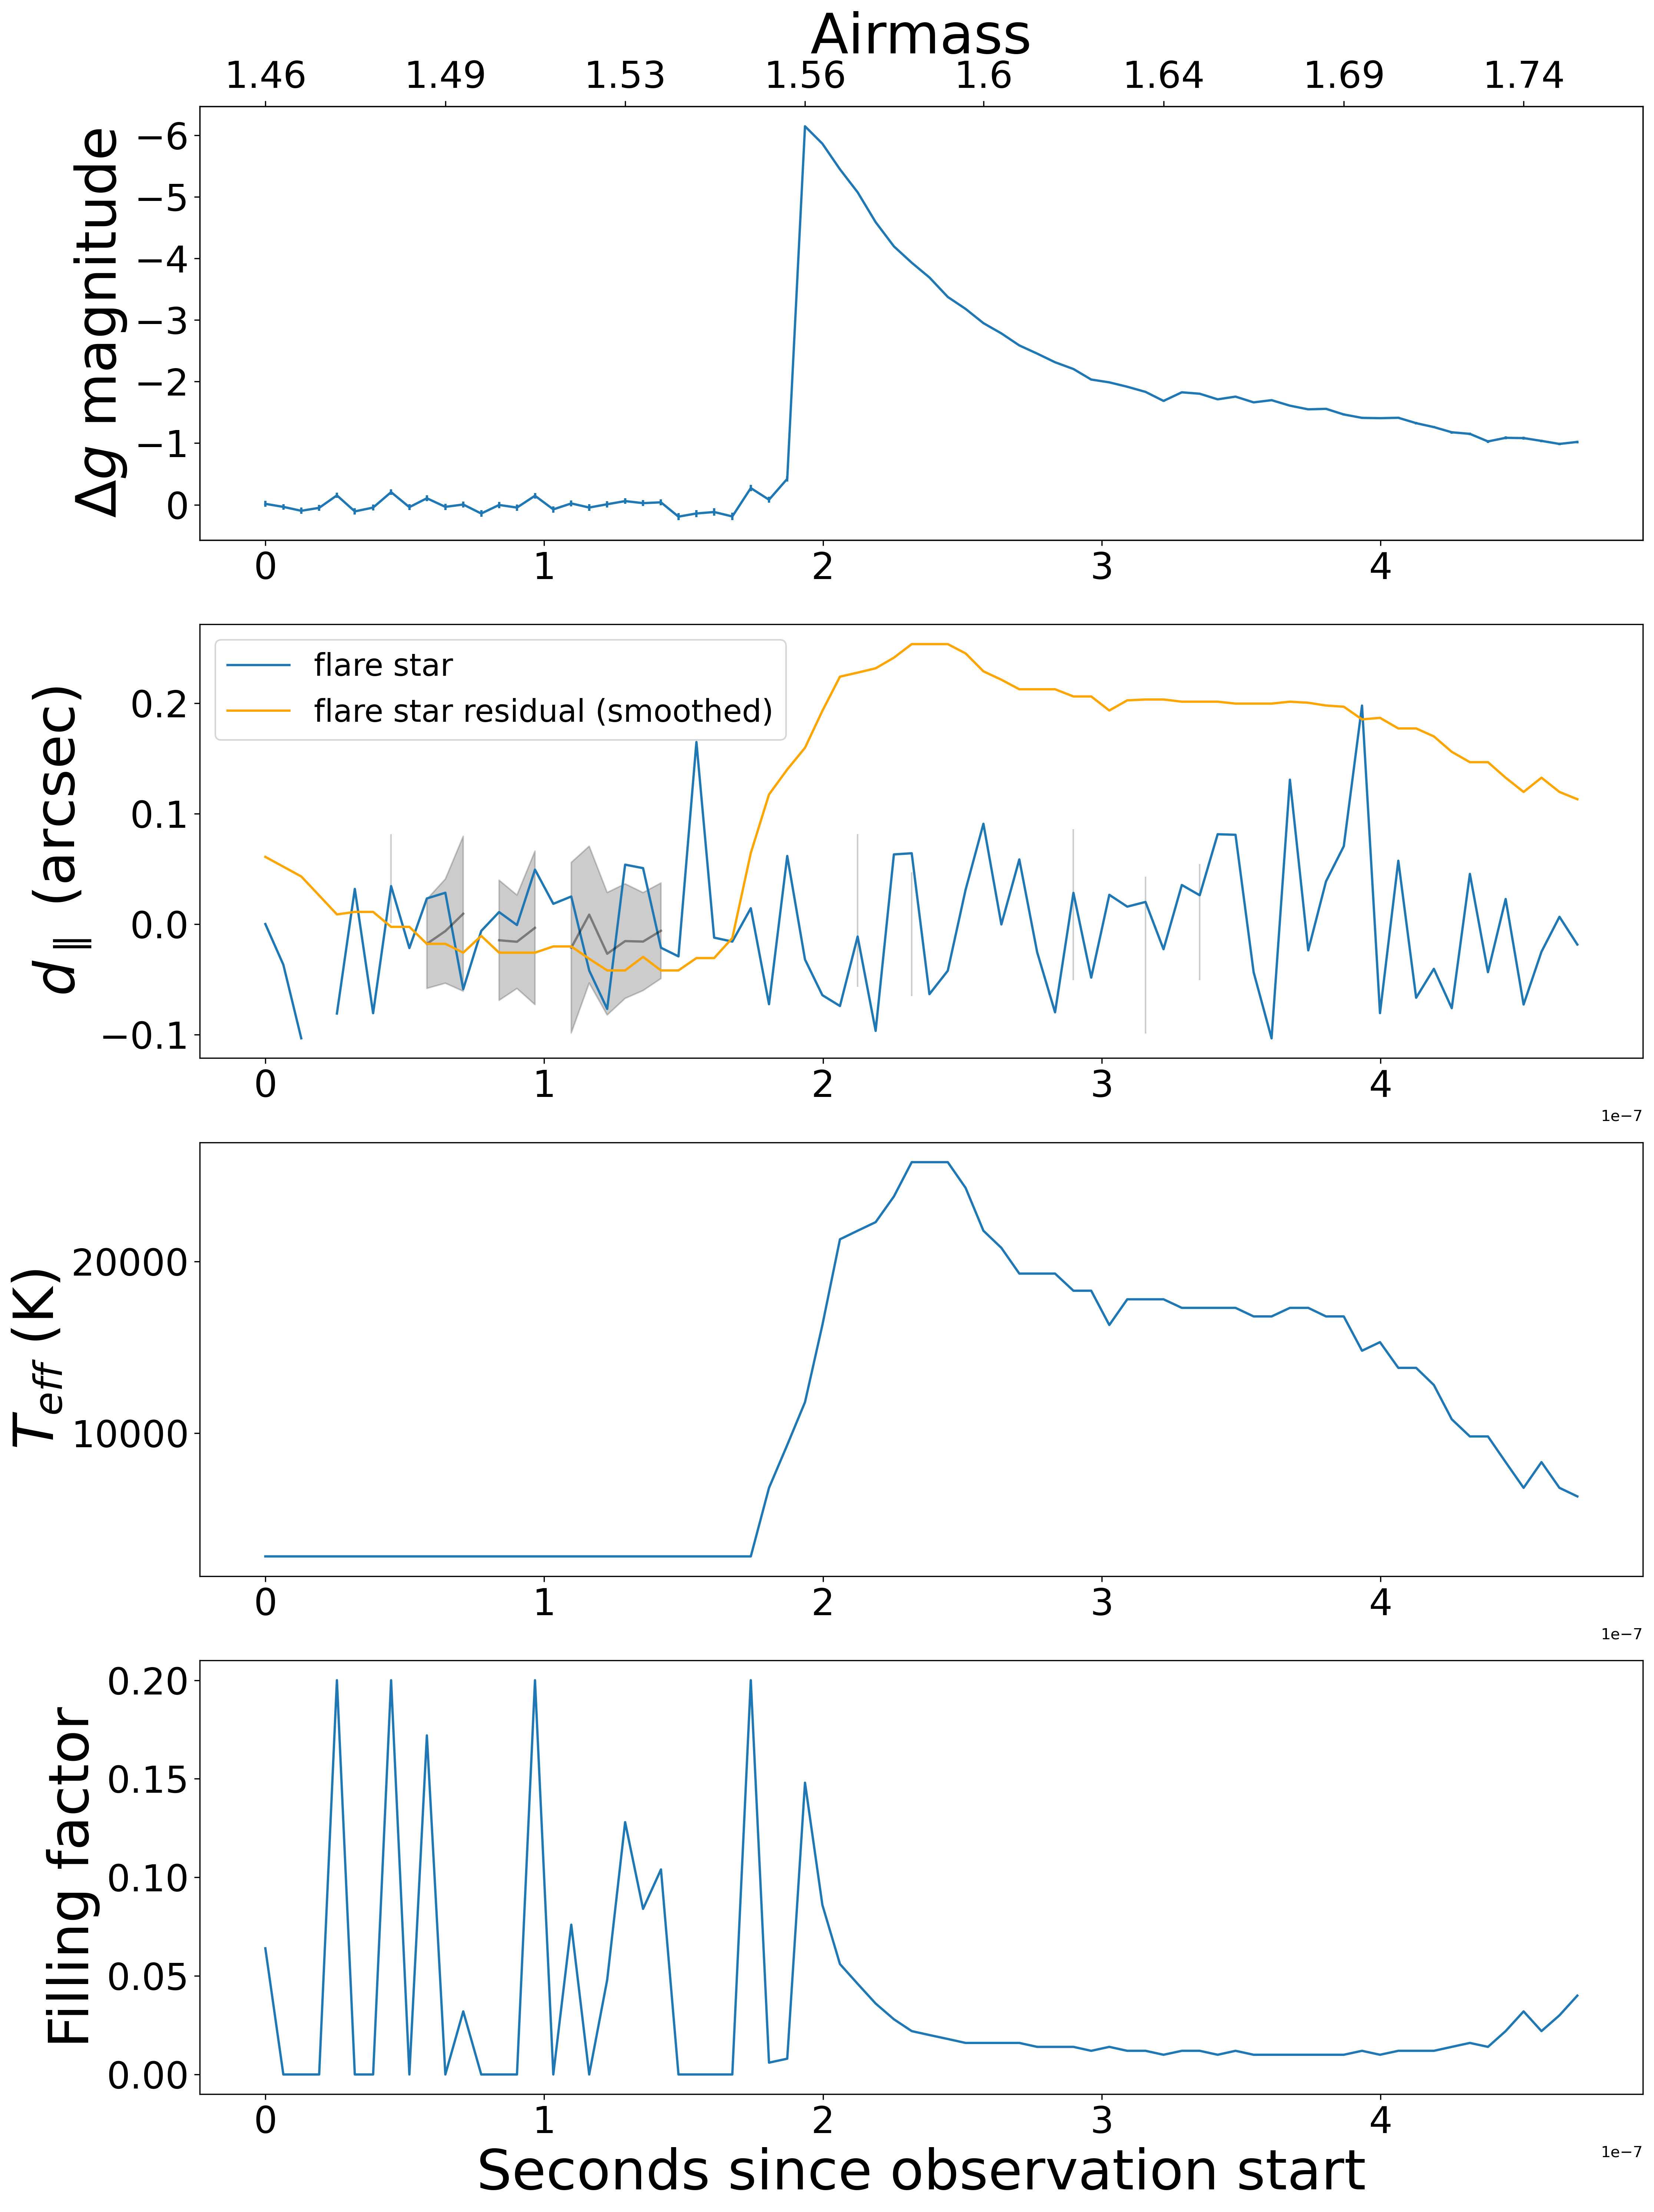 Airmass
1.46 1.49 1.53 1.56 1.6 1.64 1.69 1.74
Δg magnitude
−6
−5
−4
−3
−2
−1
0
0 1 2 3 4
d∥ (arcsec)
flare star
flare star residual (smoothed)
0.2
0.1
0.0
−0.1
0 1 2 3 4
1e−7
Teff (K)
20000
10000
0 1 2 3 4
1e−7
Filling factor
0.20
0.15
0.10
0.05
0.00
0 1 2 3 4
1e−7
Seconds since observation start